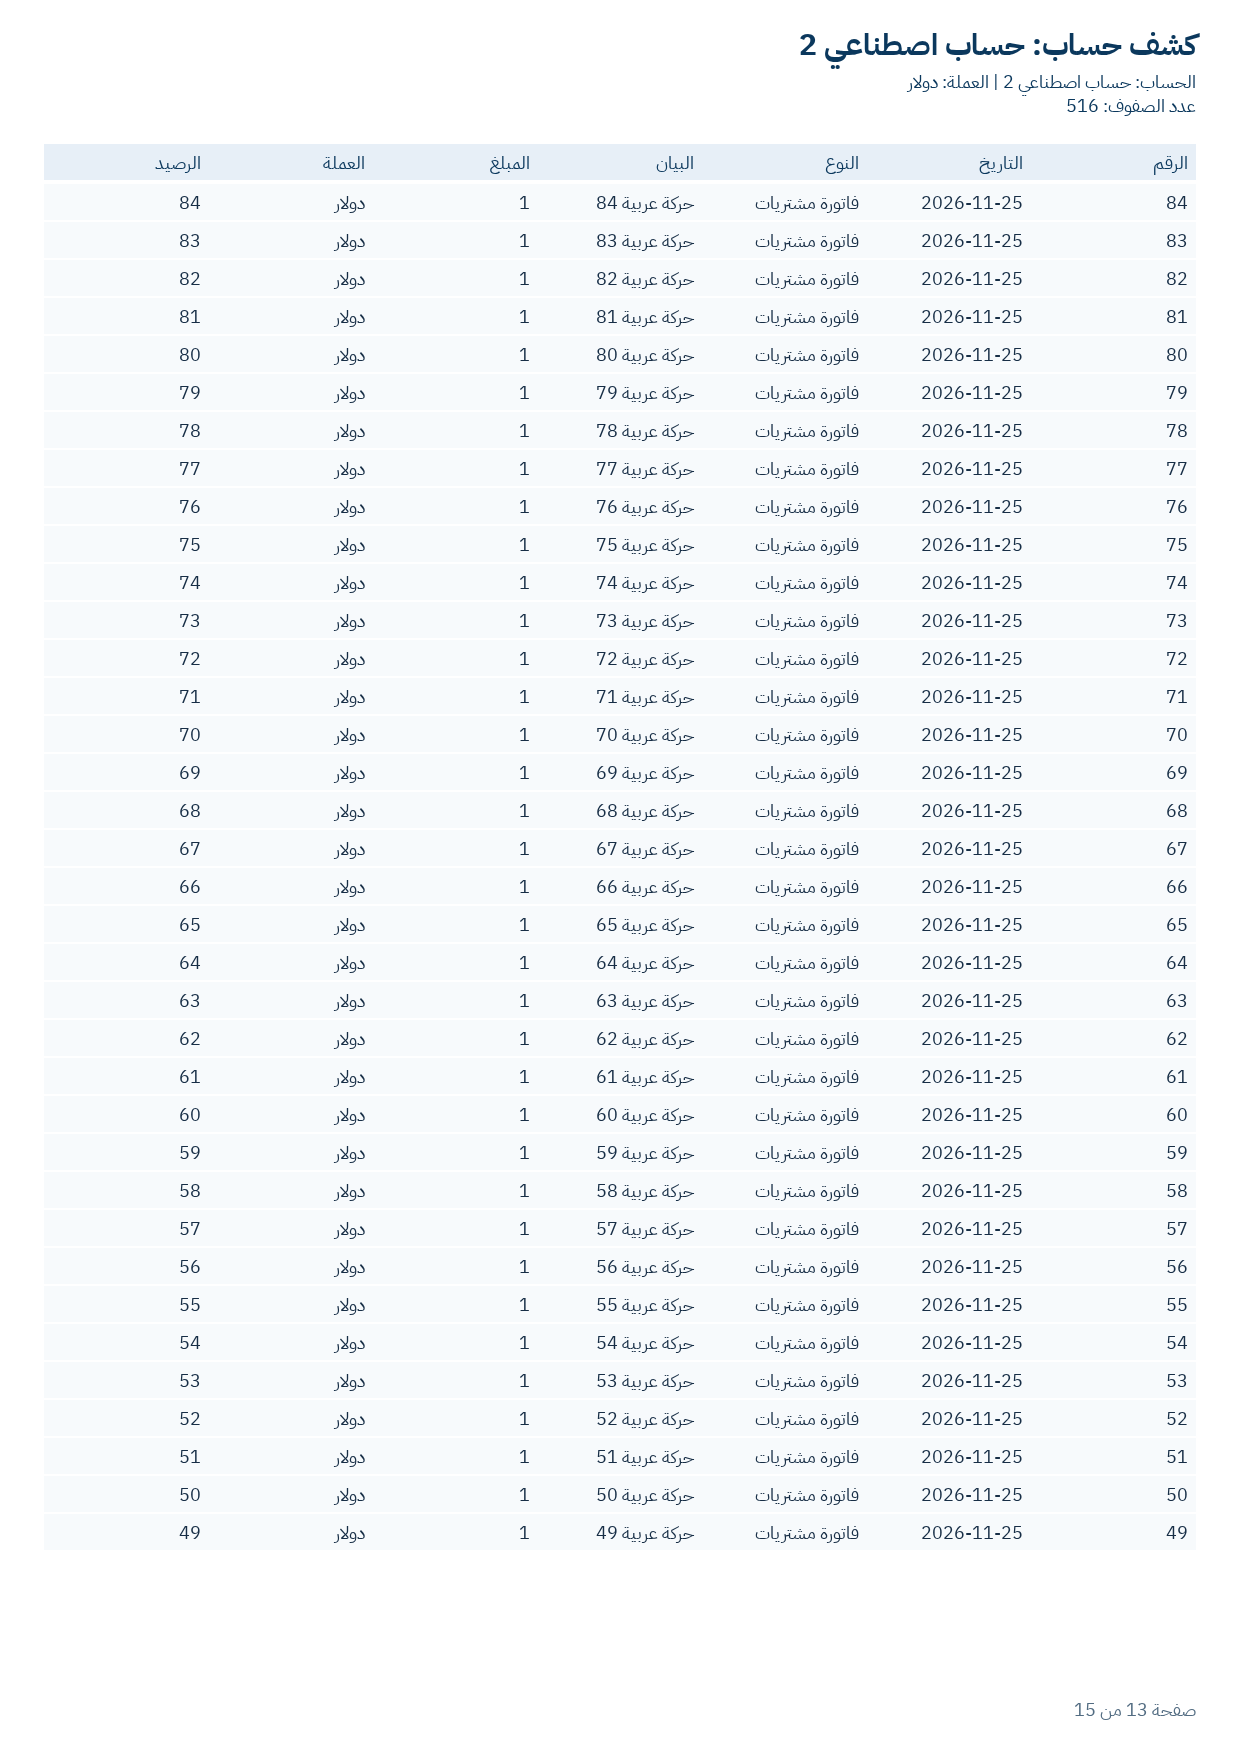 كشف حساب: حساب اصطناعي 2
الحساب: حساب اصطناعي 2 | العملة: دولار
عدد الصفوف: 516
الرقم التاريخ النوع البيان المبلغ العملة الرصيد
84 2026-11-25 فاتورة مشتريات حركة عربية 84 1 دولار 84
83 2026-11-25 فاتورة مشتريات حركة عربية 83 1 دولار 83
82 2026-11-25 فاتورة مشتريات حركة عربية 82 1 دولار 82
81 2026-11-25 فاتورة مشتريات حركة عربية 81 1 دولار 81
80 2026-11-25 فاتورة مشتريات حركة عربية 80 1 دولار 80
79 2026-11-25 فاتورة مشتريات حركة عربية 79 1 دولار 79
78 2026-11-25 فاتورة مشتريات حركة عربية 78 1 دولار 78
77 2026-11-25 فاتورة مشتريات حركة عربية 77 1 دولار 77
76 2026-11-25 فاتورة مشتريات حركة عربية 76 1 دولار 76
75 2026-11-25 فاتورة مشتريات حركة عربية 75 1 دولار 75
74 2026-11-25 فاتورة مشتريات حركة عربية 74 1 دولار 74
73 2026-11-25 فاتورة مشتريات حركة عربية 73 1 دولار 73
72 2026-11-25 فاتورة مشتريات حركة عربية 72 1 دولار 72
71 2026-11-25 فاتورة مشتريات حركة عربية 71 1 دولار 71
70 2026-11-25 فاتورة مشتريات حركة عربية 70 1 دولار 70
69 2026-11-25 فاتورة مشتريات حركة عربية 69 1 دولار 69
68 2026-11-25 فاتورة مشتريات حركة عربية 68 1 دولار 68
67 2026-11-25 فاتورة مشتريات حركة عربية 67 1 دولار 67
66 2026-11-25 فاتورة مشتريات حركة عربية 66 1 دولار 66
65 2026-11-25 فاتورة مشتريات حركة عربية 65 1 دولار 65
64 2026-11-25 فاتورة مشتريات حركة عربية 64 1 دولار 64
63 2026-11-25 فاتورة مشتريات حركة عربية 63 1 دولار 63
62 2026-11-25 فاتورة مشتريات حركة عربية 62 1 دولار 62
61 2026-11-25 فاتورة مشتريات حركة عربية 61 1 دولار 61
60 2026-11-25 فاتورة مشتريات حركة عربية 60 1 دولار 60
59 2026-11-25 فاتورة مشتريات حركة عربية 59 1 دولار 59
58 2026-11-25 فاتورة مشتريات حركة عربية 58 1 دولار 58
57 2026-11-25 فاتورة مشتريات حركة عربية 57 1 دولار 57
56 2026-11-25 فاتورة مشتريات حركة عربية 56 1 دولار 56
55 2026-11-25 فاتورة مشتريات حركة عربية 55 1 دولار 55
54 2026-11-25 فاتورة مشتريات حركة عربية 54 1 دولار 54
53 2026-11-25 فاتورة مشتريات حركة عربية 53 1 دولار 53
52 2026-11-25 فاتورة مشتريات حركة عربية 52 1 دولار 52
51 2026-11-25 فاتورة مشتريات حركة عربية 51 1 دولار 51
50 2026-11-25 فاتورة مشتريات حركة عربية 50 1 دولار 50
49 2026-11-25 فاتورة مشتريات حركة عربية 49 1 دولار 49
صفحة 13 من 15